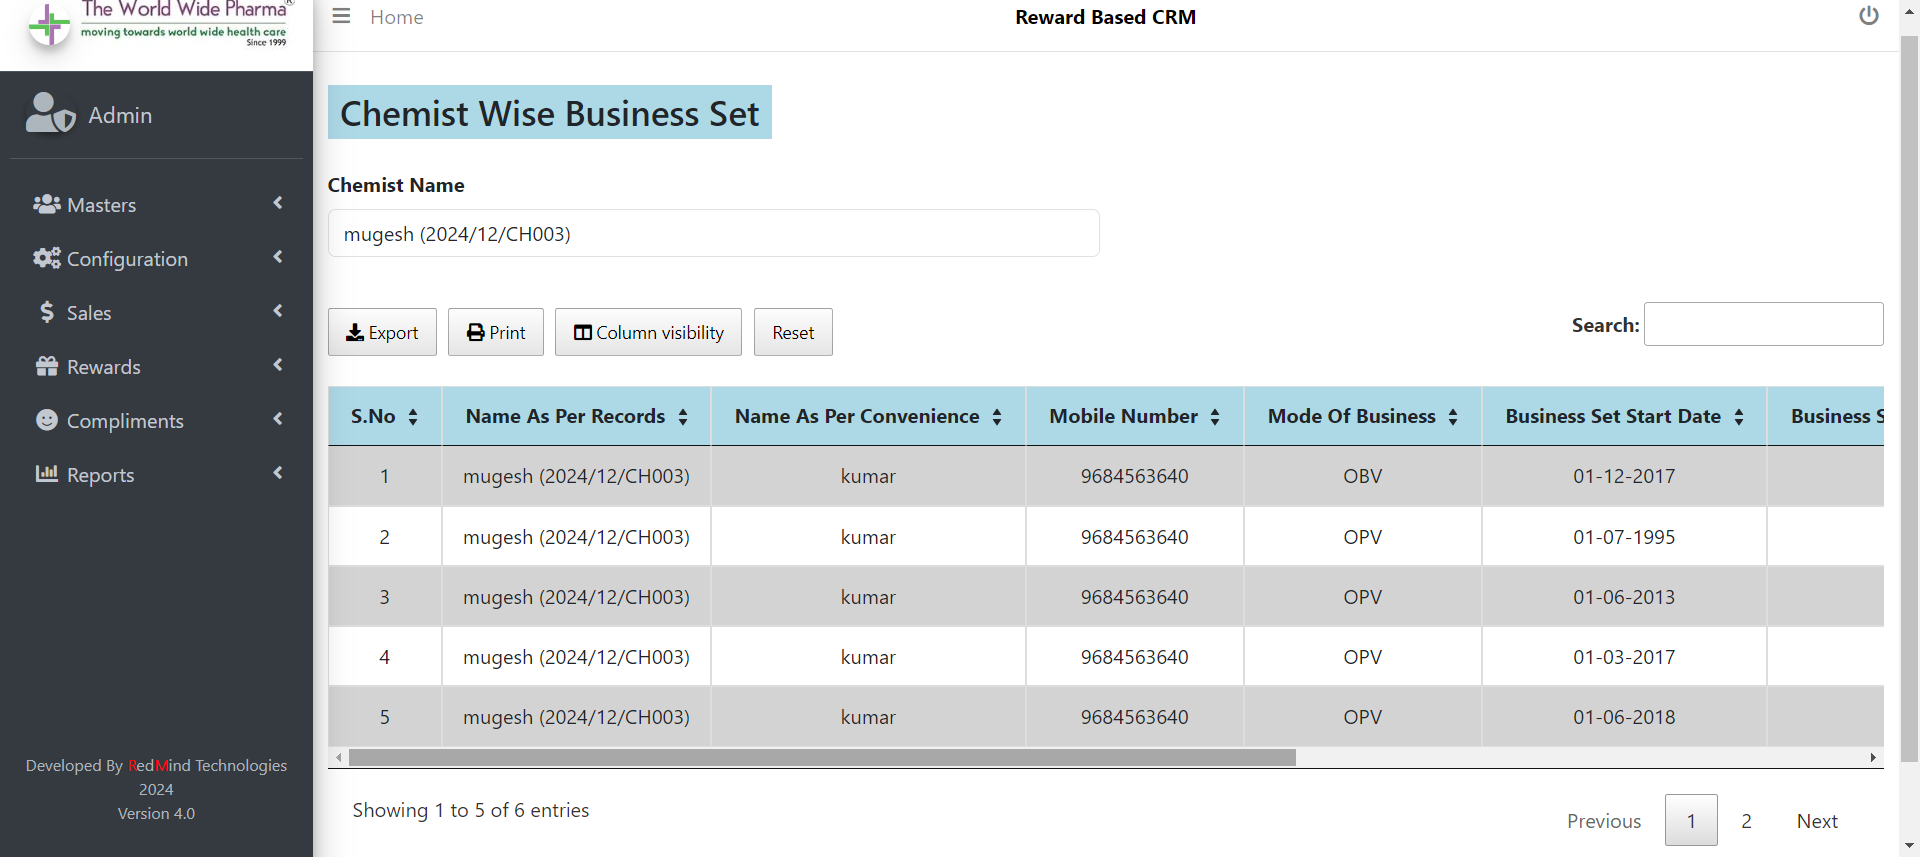 The World Wide Pharma®
moving towards world wide health care
Since 1999
Home
Reward Based CRM
Admin
Masters
Configuration
Sales
Rewards
Compliments
Reports
Developed By RedMind Technologies
2024
Version 4.0
Chemist Wise Business Set
Chemist Name
mugesh (2024/12/CH003)
Export Print Column visibility Reset
Search:
S.No Name As Per Records Name As Per Convenience Mobile Number Mode Of Business Business Set Start Date Business S
1 mugesh (2024/12/CH003) kumar 9684563640 OBV 01-12-2017
2 mugesh (2024/12/CH003) kumar 9684563640 OPV 01-07-1995
3 mugesh (2024/12/CH003) kumar 9684563640 OPV 01-06-2013
4 mugesh (2024/12/CH003) kumar 9684563640 OPV 01-03-2017
5 mugesh (2024/12/CH003) kumar 9684563640 OPV 01-06-2018
Showing 1 to 5 of 6 entries
Previous 1 2 Next